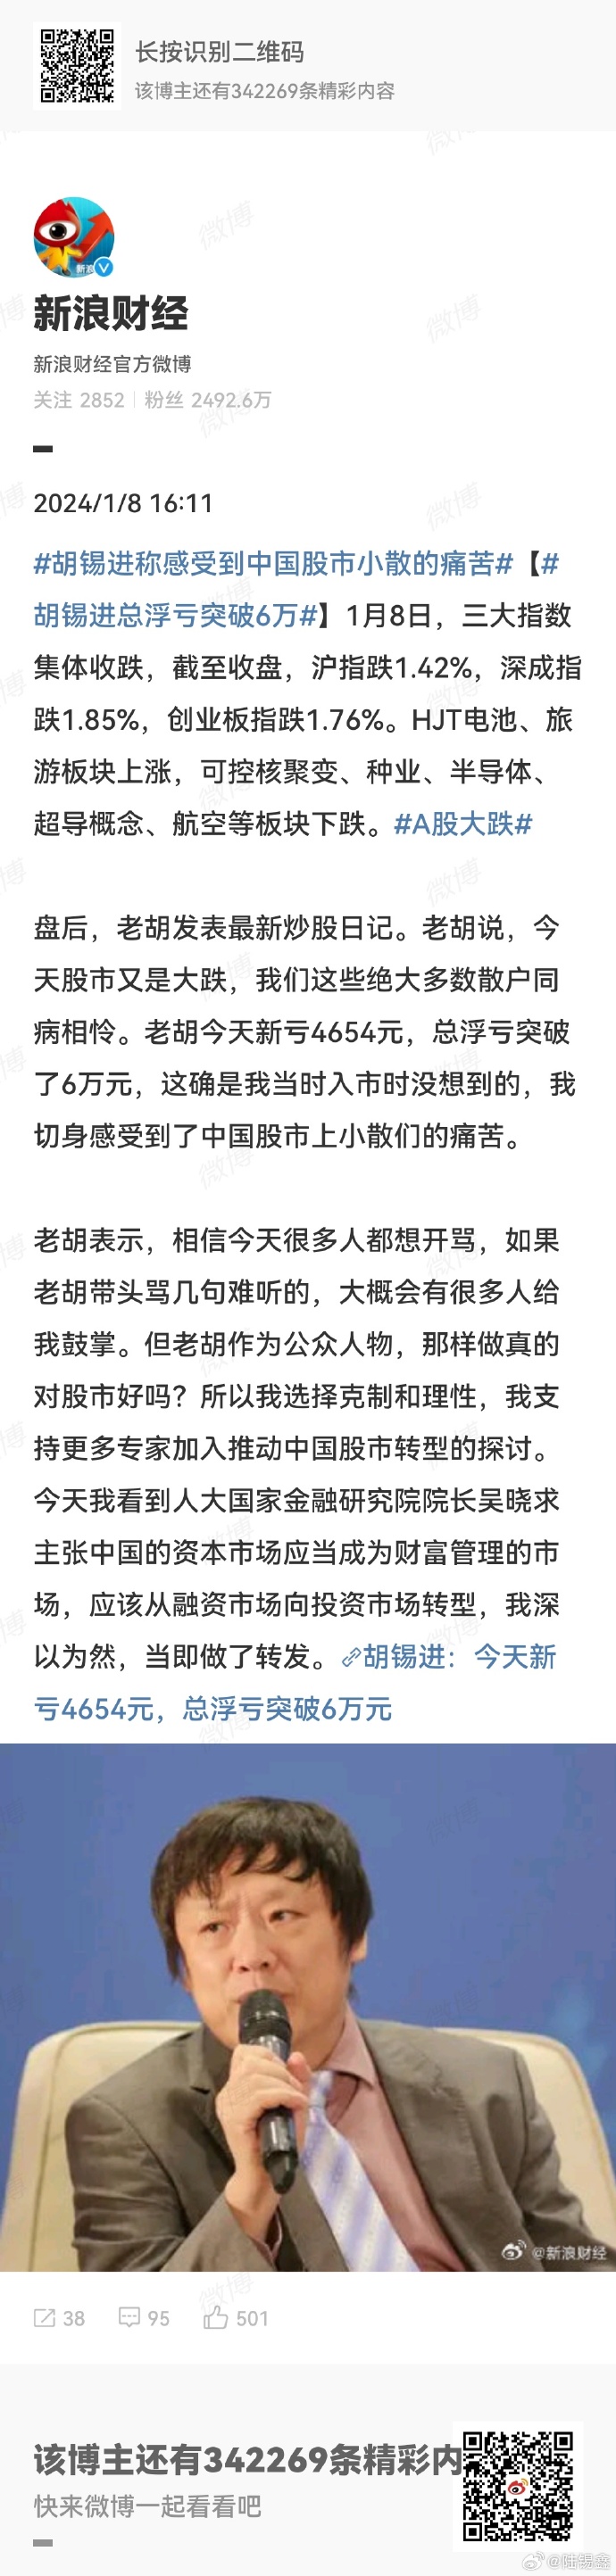 长按识别二维码
该博主还有342269条精彩内容
新浪
新浪财经
新浪财经官方微博
关注 2852 | 粉丝 2492.6万
2024/1/8 16:11
#胡锡进称感受到中国股市小散的痛苦#【#
胡锡进总浮亏突破6万#】1月8日，三大指数
集体收跌，截至收盘，沪指跌1.42%，深成指
跌1.85%，创业板指跌1.76%。HJT电池、旅
游板块上涨，可控核聚变、种业、半导体、
超导概念、航空等板块下跌。#A股大跌#
盘后，老胡发表最新炒股日记。老胡说，今
天股市又是大跌，我们这些绝大多数散户同
病相怜。老胡今天新亏4654元，总浮亏突破
了6万元，这确是我当时入市时没想到的，我
切身感受到了中国股市上小散们的痛苦。
老胡表示，相信今天很多人都想开骂，如果
老胡带头骂几句难听的，大概会有很多人给
我鼓掌。但老胡作为公众人物，那样做真的
对股市好吗？所以我选择克制和理性，我支
持更多专家加入推动中国股市转型的探讨。
今天我看到人大国家金融研究院院长吴晓求
主张中国的资本市场应当成为财富管理的市
场，应该从融资市场向投资市场转型，我深
以为然，当即做了转发。胡锡进：今天新
亏4654元，总浮亏突破6万元
@新浪财经
38 95 501
该博主还有342269条精彩内
快来微博一起看看吧
@陆锡鑫
微博